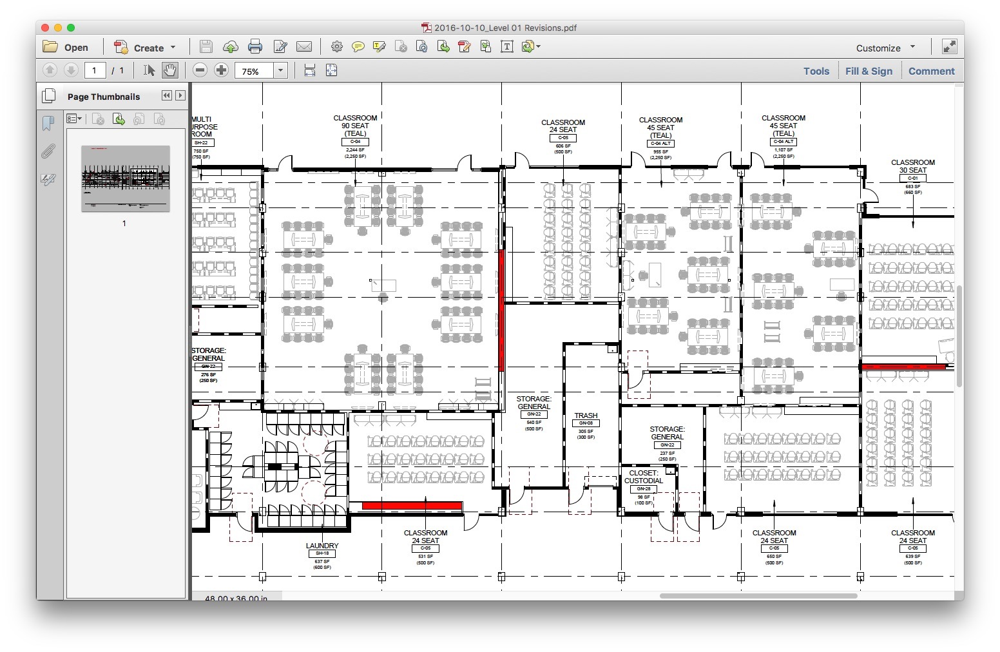 2016-10-10_Level 01 Revisions.pdf
Open
Create
Customize
1
/ 1
75%
Tools
Fill & Sign
Comment
Page Thumbnails
1
MULTI
URPOSE
ROOM
SH-22
750 SF
(750 SF)
CLASSROOM
90 SEAT
(TEAL)
C-04
2,244 SF
(2,250 SF)
CLASSROOM
24 SEAT
C-05
606 SF
(500 SF)
CLASSROOM
45 SEAT
(TEAL)
C-04 ALT
955 SF
(2,250 SF)
CLASSROOM
45 SEAT
(TEAL)
C-04 ALT
1,107 SF
(2,250 SF)
CLASSROOM
30 SEAT
C-01
683 SF
(660 SF)
STORAGE:
GENERAL
GN-22
276 SF
(250 SF)
STORAGE:
GENERAL
GN-22
540 SF
(500 SF)
TRASH
GN-08
305 SF
(300 SF)
STORAGE:
GENERAL
GN-22
237 SF
(250 SF)
CLOSET:
CUSTODIAL
GN-28
98 SF
(100 SF)
LAUNDRY
SH-18
637 SF
(600 SF)
CLASSROOM
24 SEAT
C-05
531 SF
(500 SF)
CLASSROOM
24 SEAT
C-05
650 SF
(500 SF)
CLASSROOM
24 SEAT
C-05
639 SF
(500 SF)
48.00 x 36.00 in